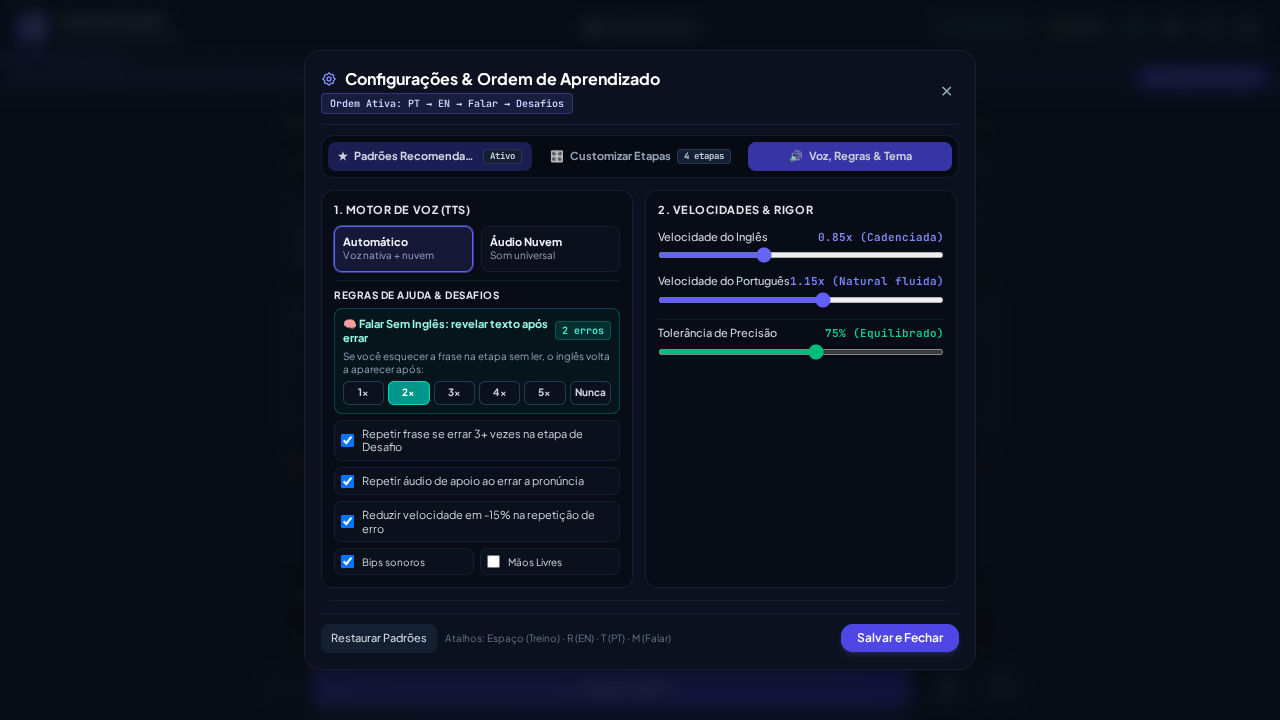 Configurações & Ordem de Aprendizado
Ordem Ativa: PT → EN → Falar → Desafios
✕
★ Padrões Recomenda... Ativo
🎛️ Customizar Etapas 4 etapas
🔊 Voz, Regras & Tema
1. MOTOR DE VOZ (TTS)
Automático
Voz nativa + nuvem
Áudio Nuvem
Som universal
REGRAS DE AJUDA & DESAFIOS
🧠 Falar Sem Inglês: revelar texto após
errar
2 erros
Se você esquecer a frase na etapa sem ler, o inglês volta
a aparecer após:
1× 2× 3× 4× 5× Nunca
Repetir frase se errar 3+ vezes na etapa de
Desafio
Repetir áudio de apoio ao errar a pronúncia
Reduzir velocidade em -15% na repetição de
erro
Bips sonoros
Mãos Livres
2. VELOCIDADES & RIGOR
Velocidade do Inglês 0.85x (Cadenciada)
Velocidade do Português 1.15x (Natural fluida)
Tolerância de Precisão 75% (Equilibrado)
Restaurar Padrões
Atalhos: Espaço (Treino) · R (EN) · T (PT) · M (Falar)
Salvar e Fechar